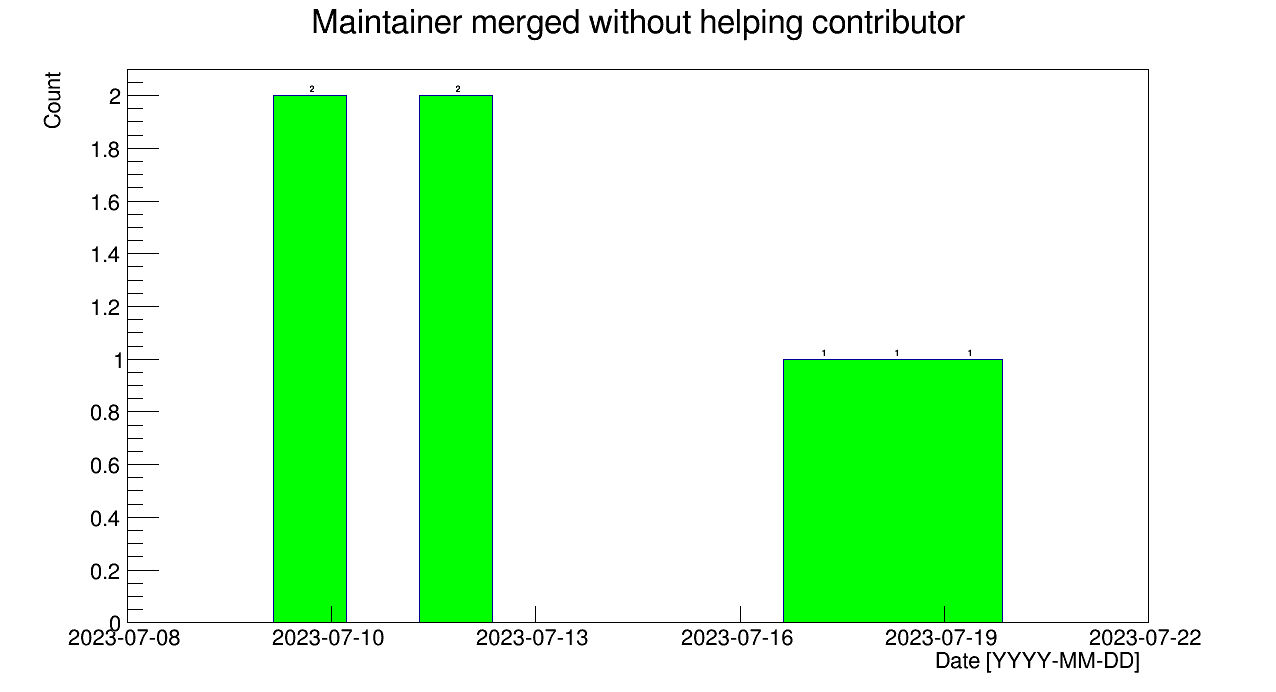 Maintainer merged without helping contributor
Count
2
1.8
1.6
1.4
1.2
1
0.8
0.6
0.4
0.2
0
2 2 1 1 1
2023-07-08 2023-07-10 2023-07-13 2023-07-16 2023-07-19 2023-07-22
Date [YYYY-MM-DD]